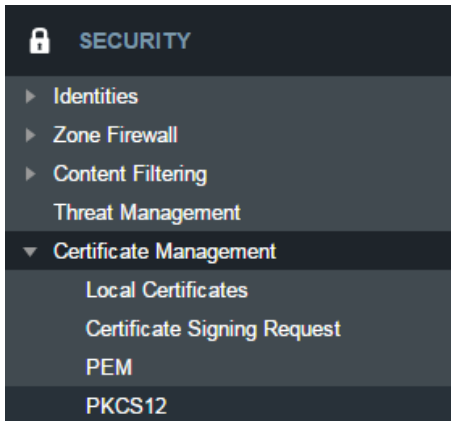 SECURITY
Identities
Zone Firewall
Content Filtering
Threat Management
Certificate Management
Local Certificates
Certificate Signing Request
PEM
PKCS12